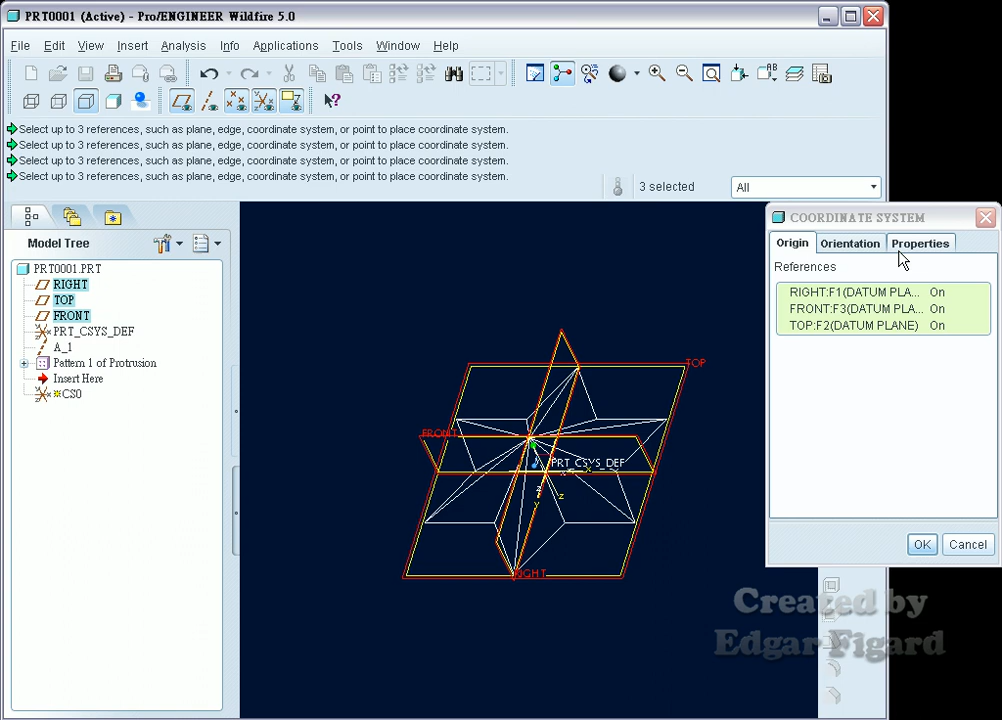 PRT0001 (Active) - Pro/ENGINEER Wildfire 5.0
File Edit View Insert Analysis Info Applications Tools Window Help
Select up to 3 references, such as plane, edge, coordinate system, or point to place coordinate system.
Select up to 3 references, such as plane, edge, coordinate system, or point to place coordinate system.
Select up to 3 references, such as plane, edge, coordinate system, or point to place coordinate system.
Select up to 3 references, such as plane, edge, coordinate system, or point to place coordinate system.
3 selected
All
Model Tree
PRT0001.PRT
RIGHT
TOP
FRONT
PRT_CSYS_DEF
A_1
Pattern 1 of Protrusion
Insert Here
CS0
TOP
FRONT
PRT_CSYS_DEF
X
Z
Z
Y
RIGHT
COORDINATE SYSTEM
Origin Orientation Properties
References
RIGHT:F1(DATUM PLA... On
FRONT:F3(DATUM PLA... On
TOP:F2(DATUM PLANE) On
OK Cancel
Created by
Edgar Figard